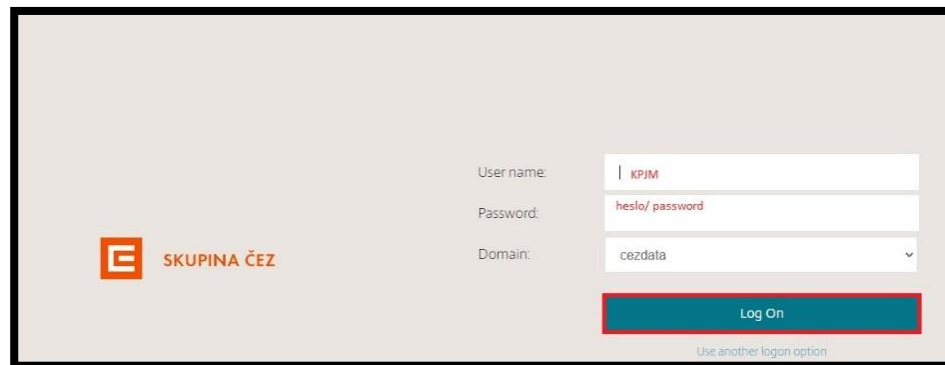 User name:
KPJM
Password:
heslo/ password
SKUPINA ČEZ
Domain:
cezdata
Log On
Use another logon option